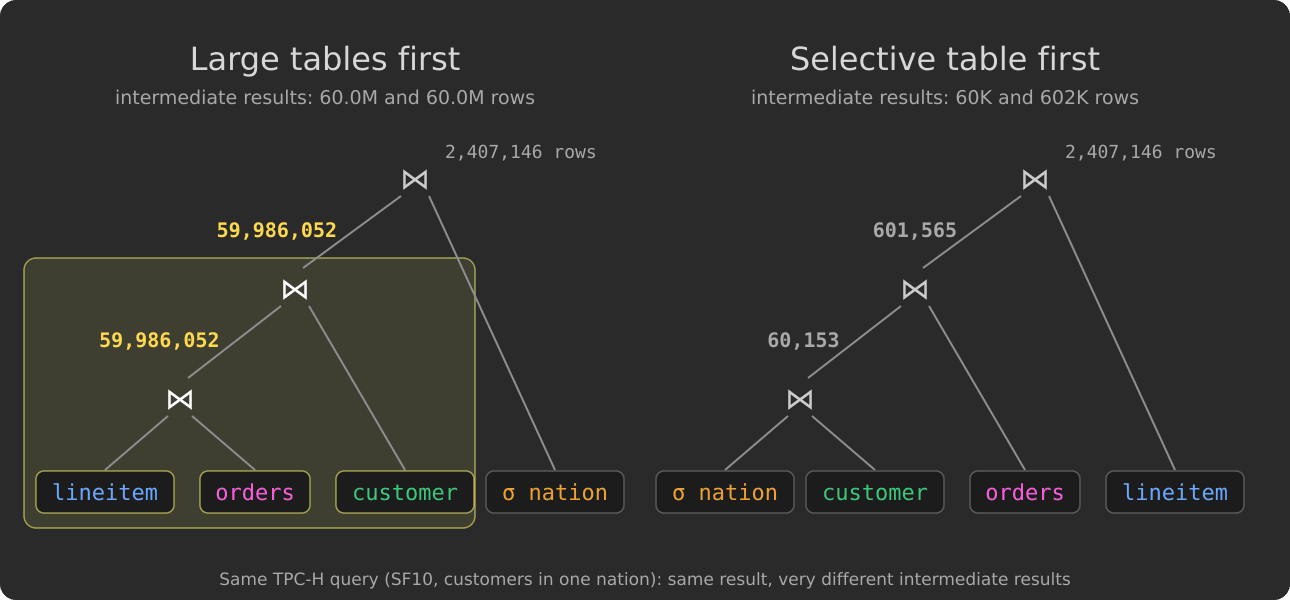 Large tables first
intermediate results: 60.0M and 60.0M rows
2,407,146 rows
⋈
59,986,052
⋈
59,986,052
⋈
lineitem
orders
customer
σ nation
Selective table first
intermediate results: 60K and 602K rows
2,407,146 rows
⋈
601,565
⋈
60,153
⋈
σ nation
customer
orders
lineitem
Same TPC-H query (SF10, customers in one nation): same result, very different intermediate results